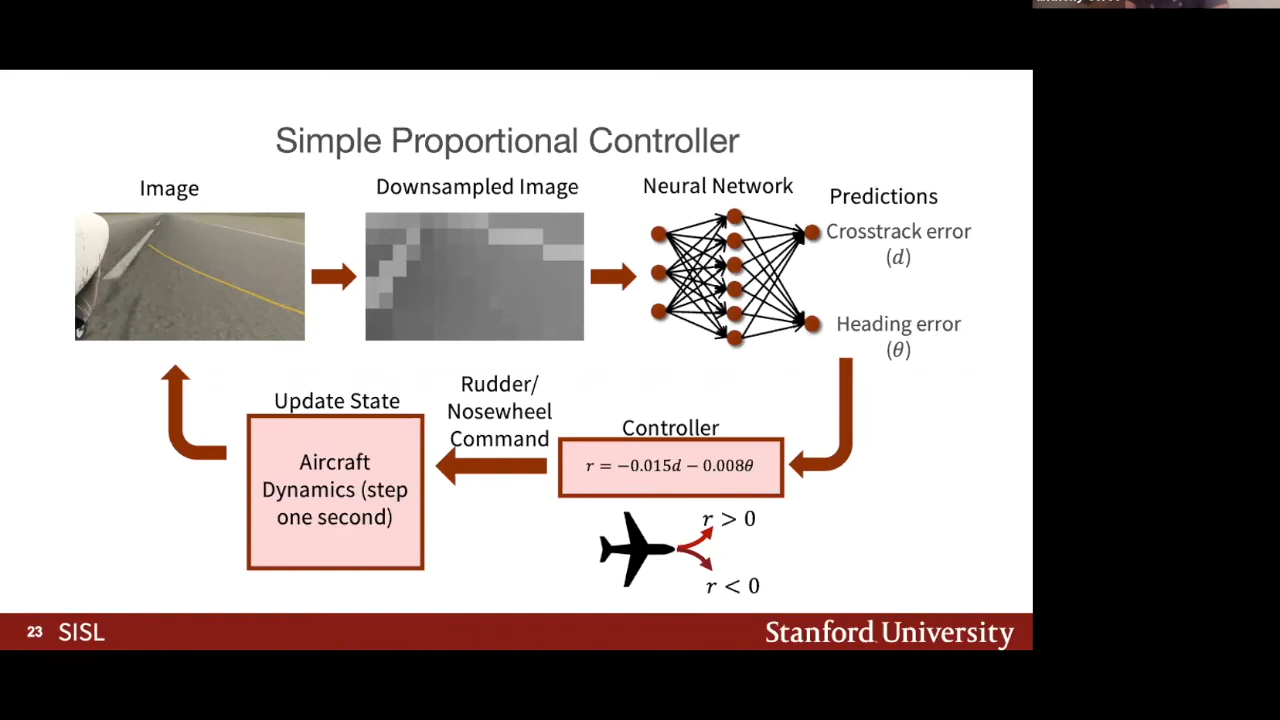 Simple Proportional Controller
Image
Downsampled Image
Neural Network
Predictions
Crosstrack error
(d)
Heading error
(θ)
Rudder/
Nosewheel
Command
Update State
Aircraft
Dynamics (step
one second)
Controller
r = −0.015d − 0.008θ
r > 0
r < 0
23 SISL
Stanford University